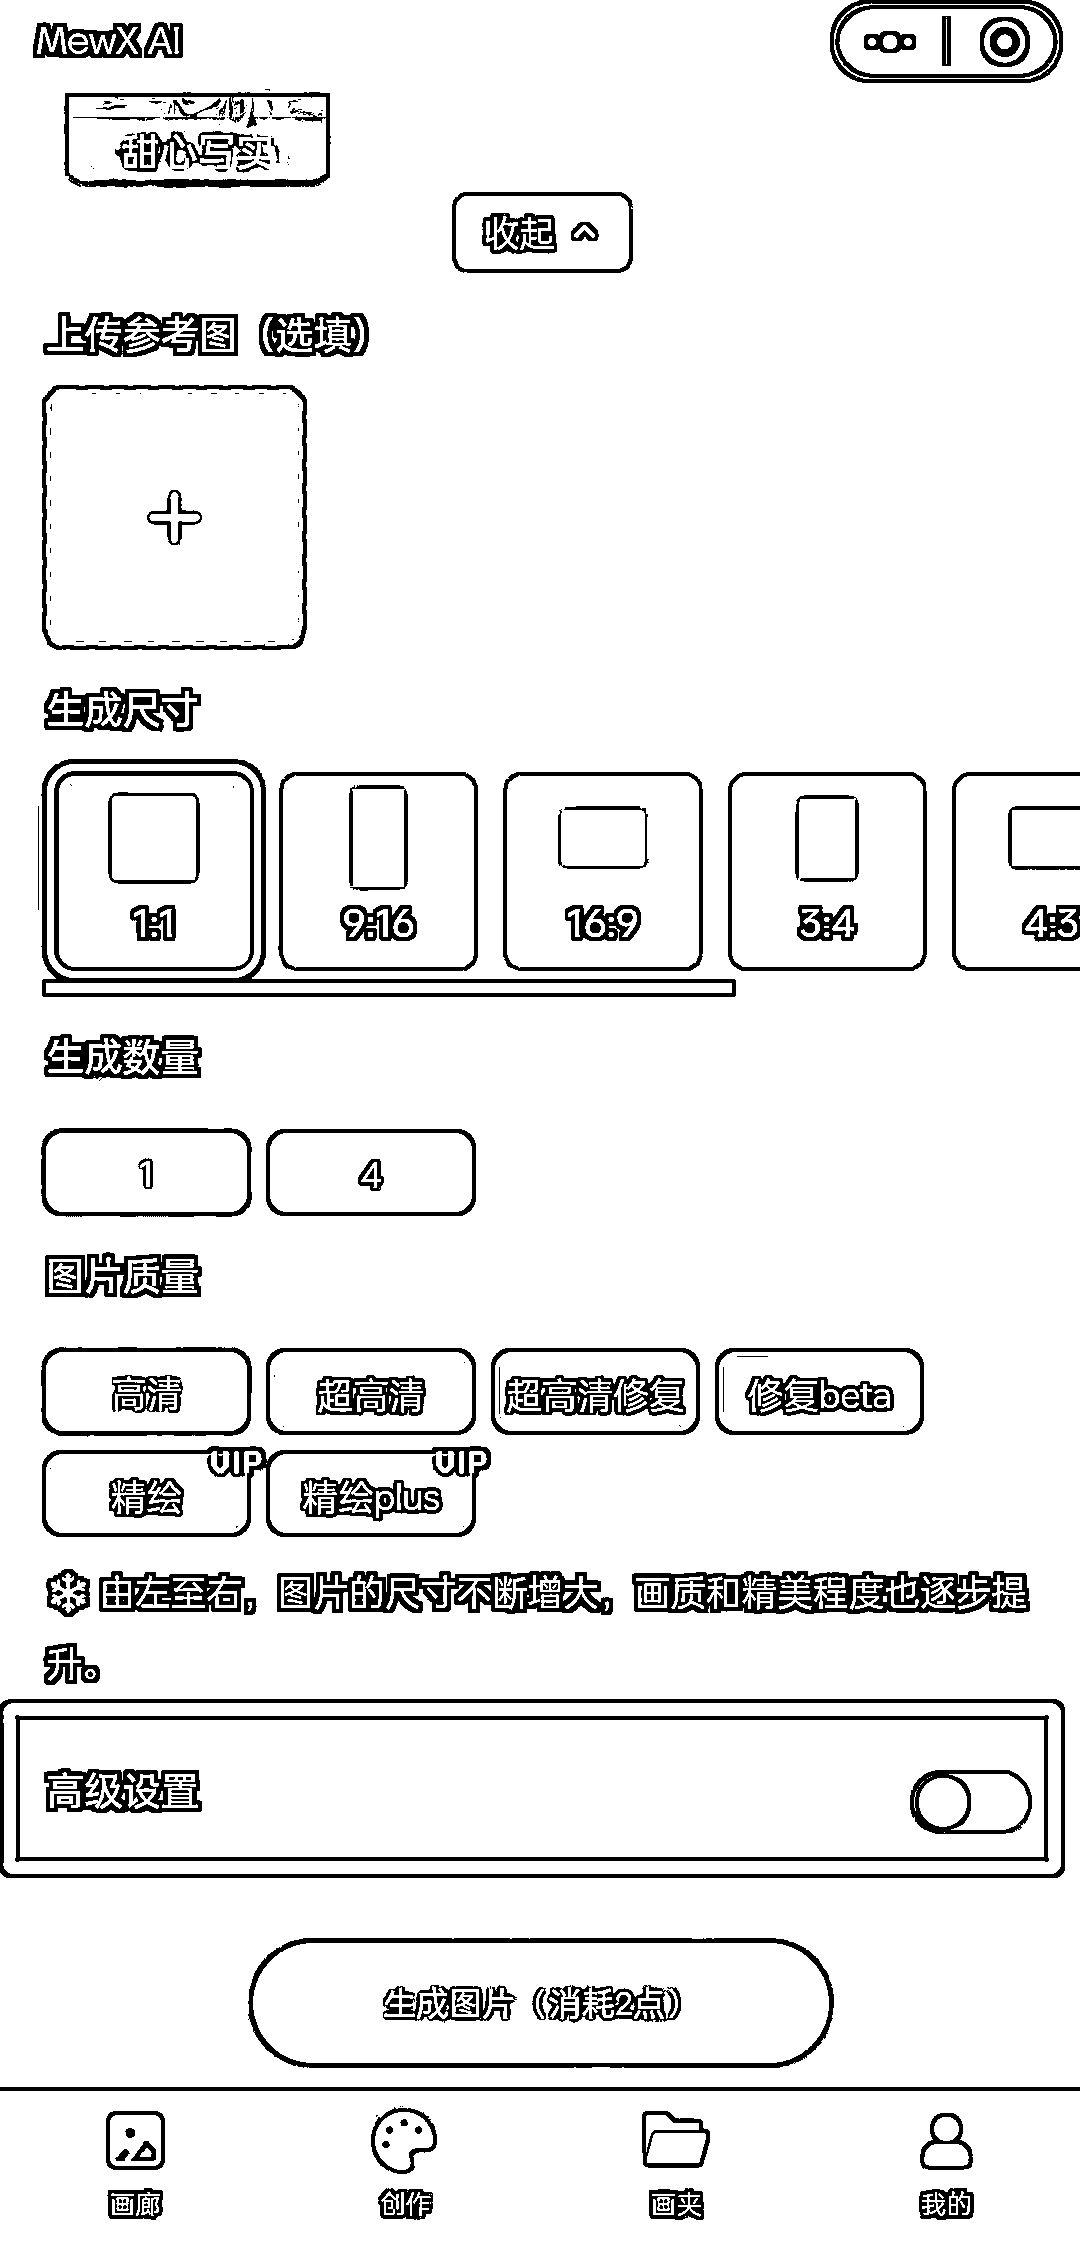 MewX AI
甜心写实
收起
上传参考图（选填）
生成尺寸
1:1 9:16 16:9 3:4 4:3
生成数量
1 4
图片质量
高清 超高清 超高清修复 修复beta
VIP VIP
精绘 精绘plus
由左至右，图片的尺寸不断增大，画质和精美程度也逐步提
升。
高级设置
生成图片（消耗2点）
画廊 创作 画夹 我的